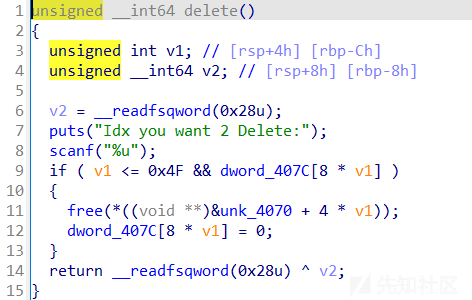 1 unsigned __int64 delete()
2 {
3 unsigned int v1; // [rsp+4h] [rbp-Ch]
4 unsigned __int64 v2; // [rsp+8h] [rbp-8h]
5
6 v2 = __readfsqword(0x28u);
7 puts("Idx you want 2 Delete:");
8 scanf("%u");
9 if ( v1 <= 0x4F && dword_407C[8 * v1] )
10 {
11 free(*((void **)&unk_4070 + 4 * v1));
12 dword_407C[8 * v1] = 0;
13 }
14 return __readfsqword(0x28u) ^ v2;
15 }
先知社区